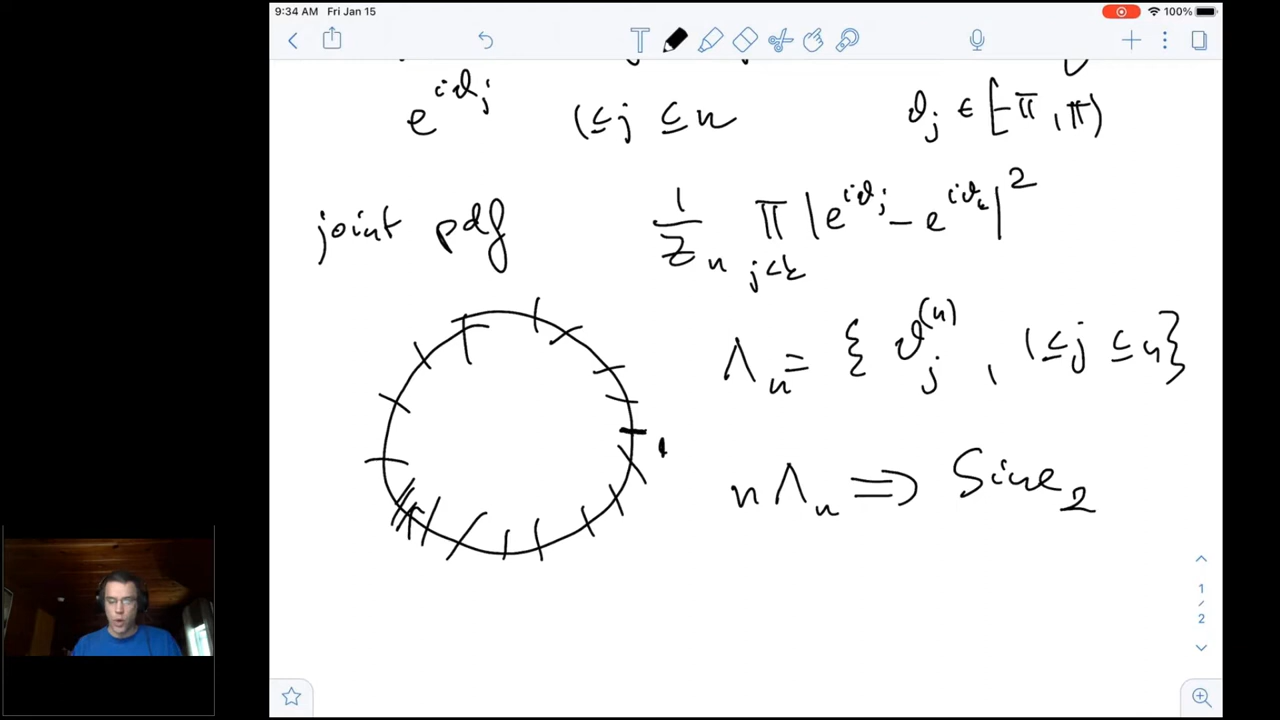 9:34 AM Fri Jan 15
100%
e^{iϑ_j} 1 ≤ j ≤ n ϑ_j ∈ [-π, π)
joint pdf 1/Z_n ∏_{j<k} |e^{iϑ_j} - e^{iϑ_k}|^2
Λ_n = { ϑ_j^{(n)}, 1 ≤ j ≤ n }
n Λ_n ⇒ Sine_2
1
/
2